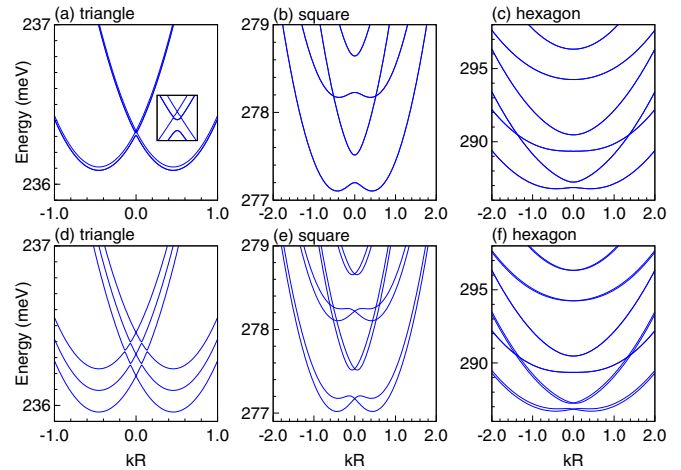 (a) triangle
(b) square
(c) hexagon
237
236
Energy (meV)
-1.0 0.0 1.0
279
278
277
-2.0 -1.0 0.0 1.0 2.0
295
290
2.0 -1.0 0.0 1.0 2.0
(d) triangle
(e) square
(f) hexagon
237
236
Energy (meV)
-1.0 0.0 1.0
279
278
277
-2.0 -1.0 0.0 1.0 2.0
295
290
2.0 -1.0 0.0 1.0 2.0
kR
kR
kR